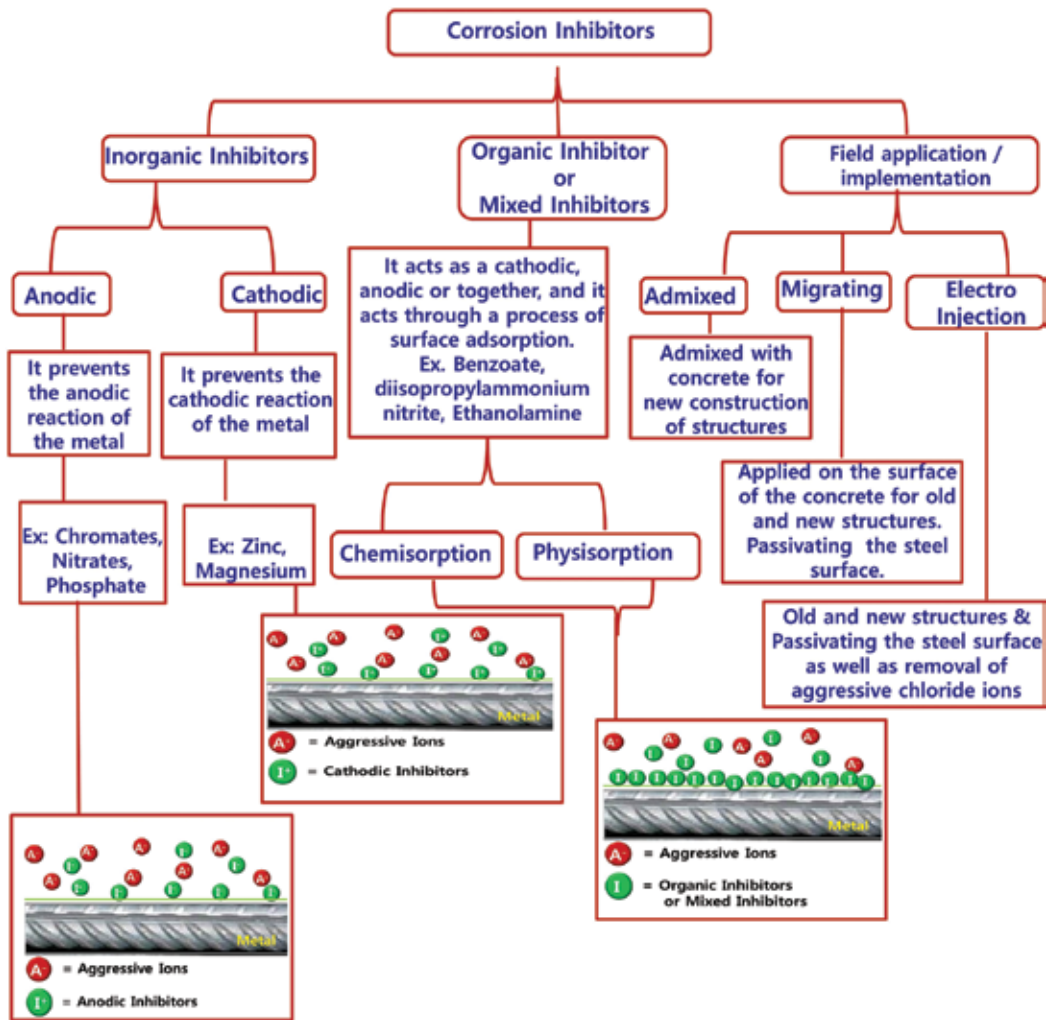 Corrosion Inhibitors
Inorganic Inhibitors
Organic Inhibitor
or
Mixed Inhibitors
Field application /
implementation
Anodic
Cathodic
It acts as a cathodic,
anodic or together, and it
acts through a process of
surface adsorption.
Ex. Benzoate,
diisopropylammonium
nitrite, Ethanolamine
Admixed
Migrating
Electro
Injection
It prevents
the anodic
reaction of
the metal
It prevents the
cathodic reaction
of the metal
Admixed with
concrete for
new construction
of structures
Applied on the surface
of the concrete for old
and new structures.
Passivating the steel
surface.
Ex: Chromates,
Nitrates,
Phosphate
Ex: Zinc,
Magnesium
Chemisorption
Physisorption
Old and new structures &
Passivating the steel surface
as well as removal of
aggressive chloride ions
Metal
A- = Aggressive Ions
I+ = Cathodic Inhibitors
Metal
A- = Aggressive Ions
I = Organic Inhibitors
or Mixed Inhibitors
Metal
A- = Aggressive Ions
I+ = Anodic Inhibitors